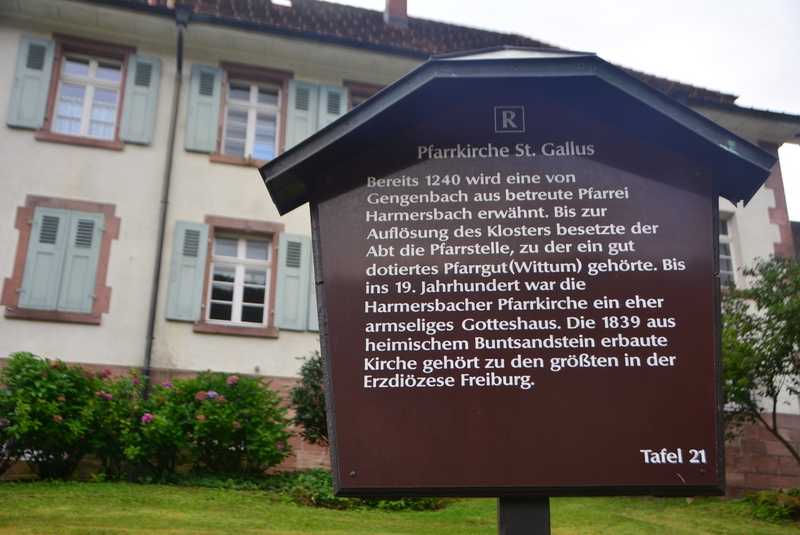 R
Pfarrkirche St. Gallus
Bereits 1240 wird eine von
Gengenbach aus betreute Pfarrei
Harmersbach erwähnt. Bis zur
Auflösung des Klosters besetzte der
Abt die Pfarrstelle, zu der ein gut
dotiertes Pfarrgut (Wittum) gehörte. Bis
ins 19. Jahrhundert war die
Harmersbacher Pfarrkirche ein eher
armseliges Gotteshaus. Die 1839 aus
heimischem Buntsandstein erbaute
Kirche gehört zu den größten in der
Erzdiözese Freiburg.
Tafel 21